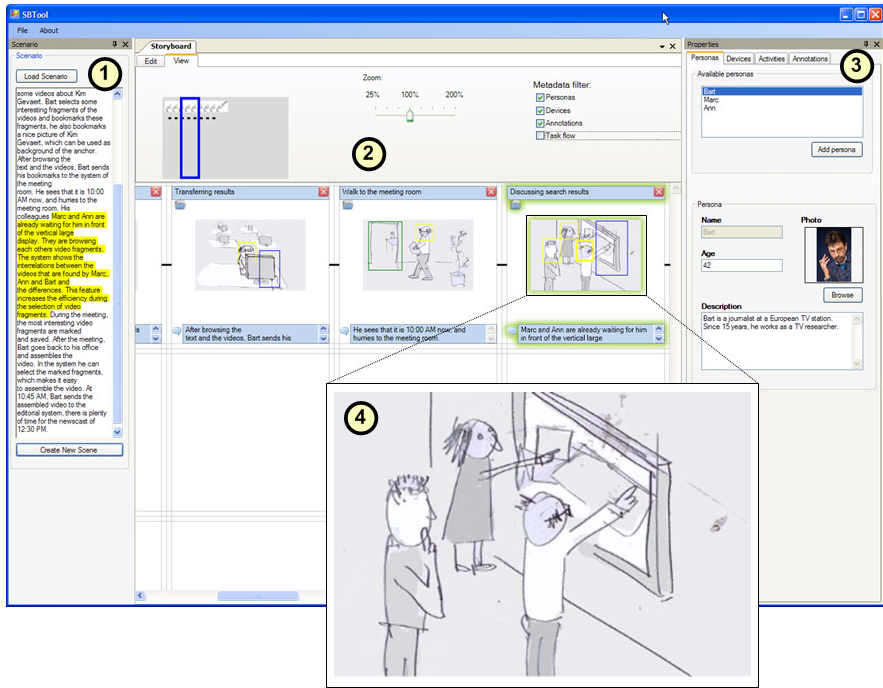 SBTool
File About
Scenario
Scenario
Load Scenario
1
some videos about Kim
Gevaert. Bart selects some
interesting fragments of the
videos and bookmarks these
fragments, he also bookmarks
a nice picture of Kim
Gevaert, which can be used as
background of the anchor.
After browsing the
text and the videos, Bart sends
his bookmarks to the system of
the meeting
room. He sees that it is 10:00
AM now, and hurries to the
meeting room. His
colleagues Marc and Ann are
already waiting for him in front
of the vertical large
display. They are browsing
each others video fragments.
The system shows the
interrelations between the
videos that are found by Marc,
Ann and Bart and
the differences. This feature
increases the efficiency during
the selection of video
fragments. During the meeting,
the most interesting video
fragments are marked
and saved. After the meeting,
Bart goes back to his office
and assembles the
video. In the system he can
select the marked fragments,
which makes it easy
to assemble the video. At
10:45 AM, Bart sends the
assembled video to the
editorial system, there is plenty
of time for the newscast of
12:30 PM.
Create New Scene
Storyboard
Edit View
Zoom:
25% 100% 200%
2
Metadata filter:
Personas
Devices
Annotations
Task flow
Transferring results
Walk to the meeting room
Discussing search results
is
After browsing the
text and the videos, Bart sends his
He sees that it is 10:00 AM now, and
hurries to the meeting room.
Marc and Ann are already waiting for him
in front of the vertical large
4
Properties
Personas Devices Activities Annotations
3
Available personas
Bart
Marc
Ann
Add persona
Persona
Name
Photo
Bart
Age
42
Browse
Description
Bart is a journalist at a European TV station.
Since 15 years, he works as a TV researcher.